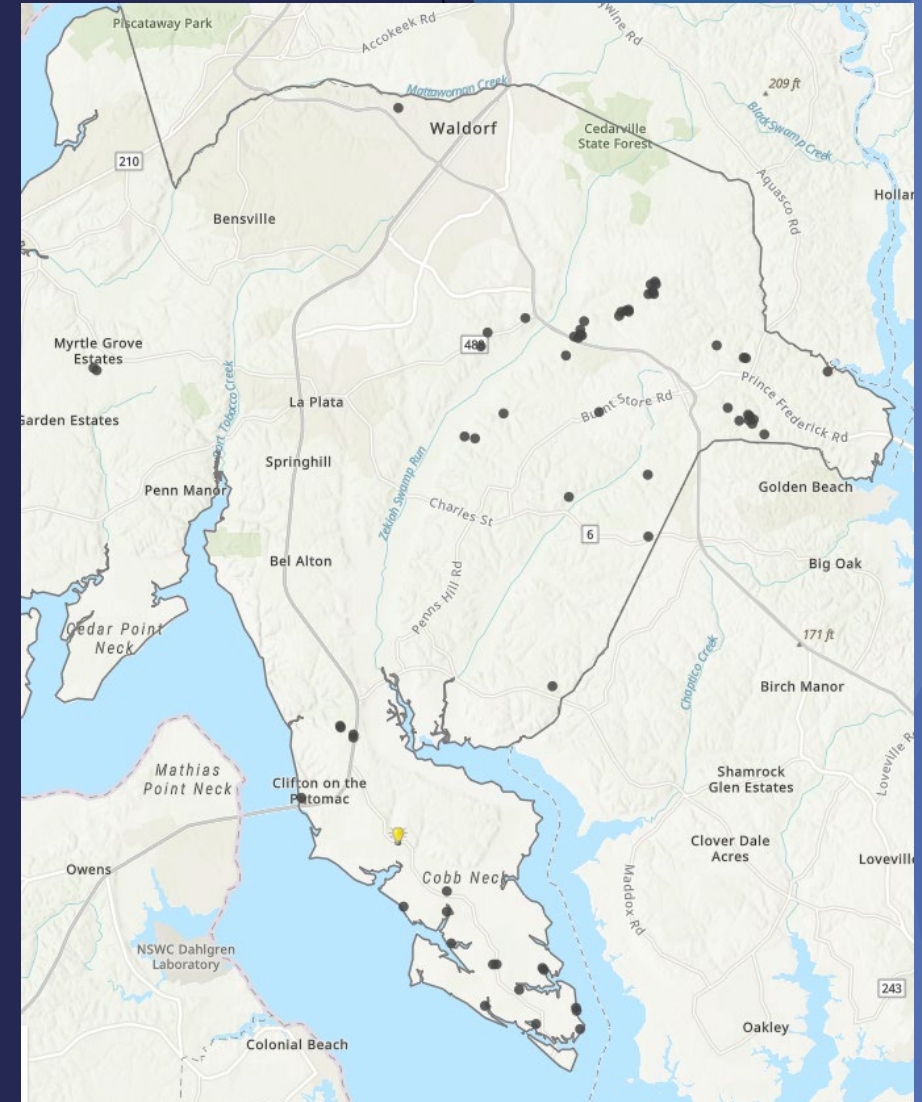 Piscataway Park
Accokeek Rd
Mattawoman Creek
209 ft
Waldorf
Cedarville
State Forest
Black Swamp Creek
210
Aquasco Rd
Bensville
Myrtle Grove
Estates
488
Port Tobacco Creek
La Plata
Burnt Store Rd
Prince Frederick Rd
Garden Estates
Springhill
Zekiah Swamp Run
Penn Manor
Golden Beach
Charles St
6
Bel Alton
Big Oak
Penns Hill Rd
Cedar Point
Neck
171 ft
Chaptico Creek
Birch Manor
Loveville
Mathias
Point Neck
Clifton on the
Potomac
Shamrock
Glen Estates
Clover Dale
Acres
Owens
Cobb Neck
Maddox Rd
NSWC Dahlgren
Laboratory
243
Oakley
Colonial Beach